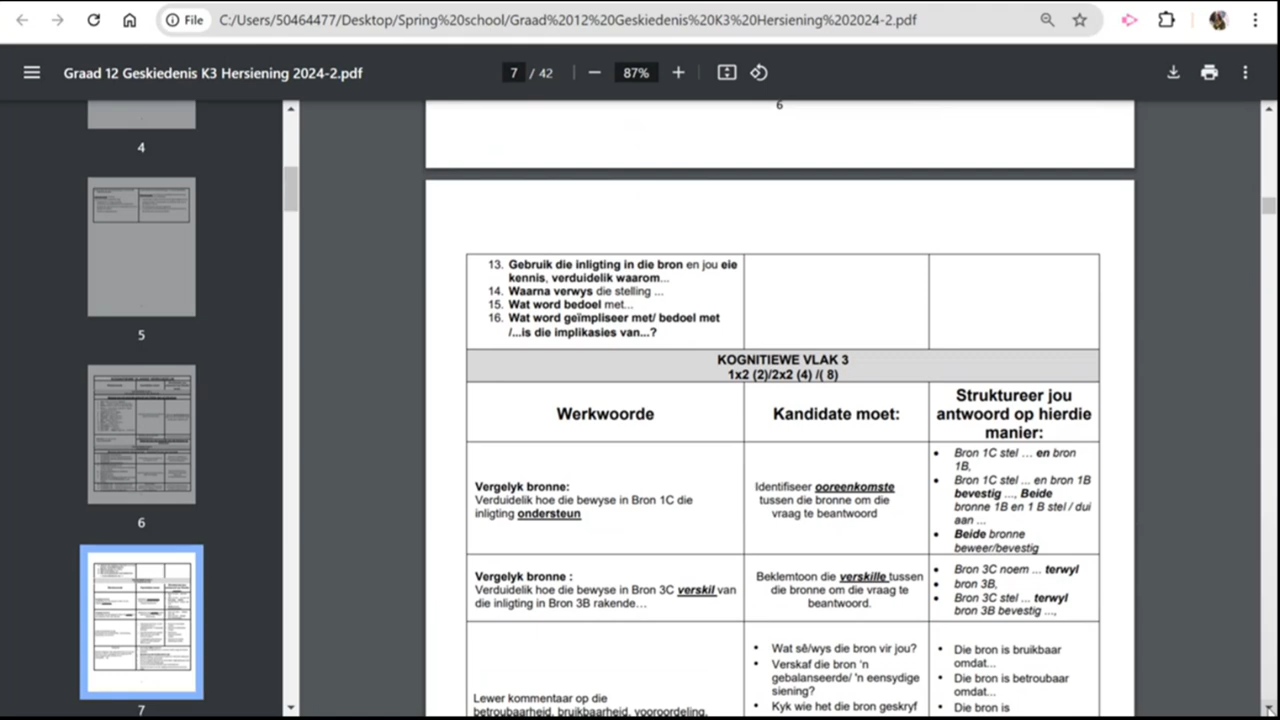 File
C:/Users/50464477/Desktop/Spring%20school/Graad%2012%20Geskiedenis%20K3%20Hersiening%202024-2.pdf
Graad 12 Geskiedenis K3 Hersiening 2024-2.pdf
7 / 42
87%
4
5
6
7
6
13. Gebruik die inligting in die bron en jou eie
kennis, verduidelik waarom...
14. Waarna verwys die stelling ...
15. Wat word bedoel met...
16. Wat word geïmpliseer met/ bedoel met
/...is die implikasies van...?
KOGNITIEWE VLAK 3
1x2 (2)/2x2 (4) /( 8)
Werkwoorde
Kandidate moet:
Struktureer jou
antwoord op hierdie
manier:
Vergelyk bronne:
Verduidelik hoe die bewyse in Bron 1C die
inligting ondersteun
Identifiseer ooreenkomste
tussen die bronne om die
vraag te beantwoord
• Bron 1C stel ... en bron
1B,
• Bron 1C stel ... en bron 1B
bevestig ..., Beide
bronne 1B en 1 B stel / dui
aan ...
• Beide bronne
beweer/bevestig
Vergelyk bronne :
Verduidelik hoe die bewyse in Bron 3C verskil van
die inligting in Bron 3B rakende...
Beklemtoon die verskille tussen
die bronne om die vraag te
beantwoord.
• Bron 3C noem ... terwyl
• bron 3B,
• Bron 3C stel ... terwyl
bron 3B bevestig ...,
Lewer kommentaar op die
betroubaarheid, bruikbaarheid, vooroordeling,
• Wat sê/wys die bron vir jou?
• Verskaf die bron 'n
gebalanseerde/ 'n eensydige
siening?
• Kyk wie het die bron geskryf
• Die bron is bruikbaar
omdat...
• Die bron is betroubaar
omdat...
• Die bron is